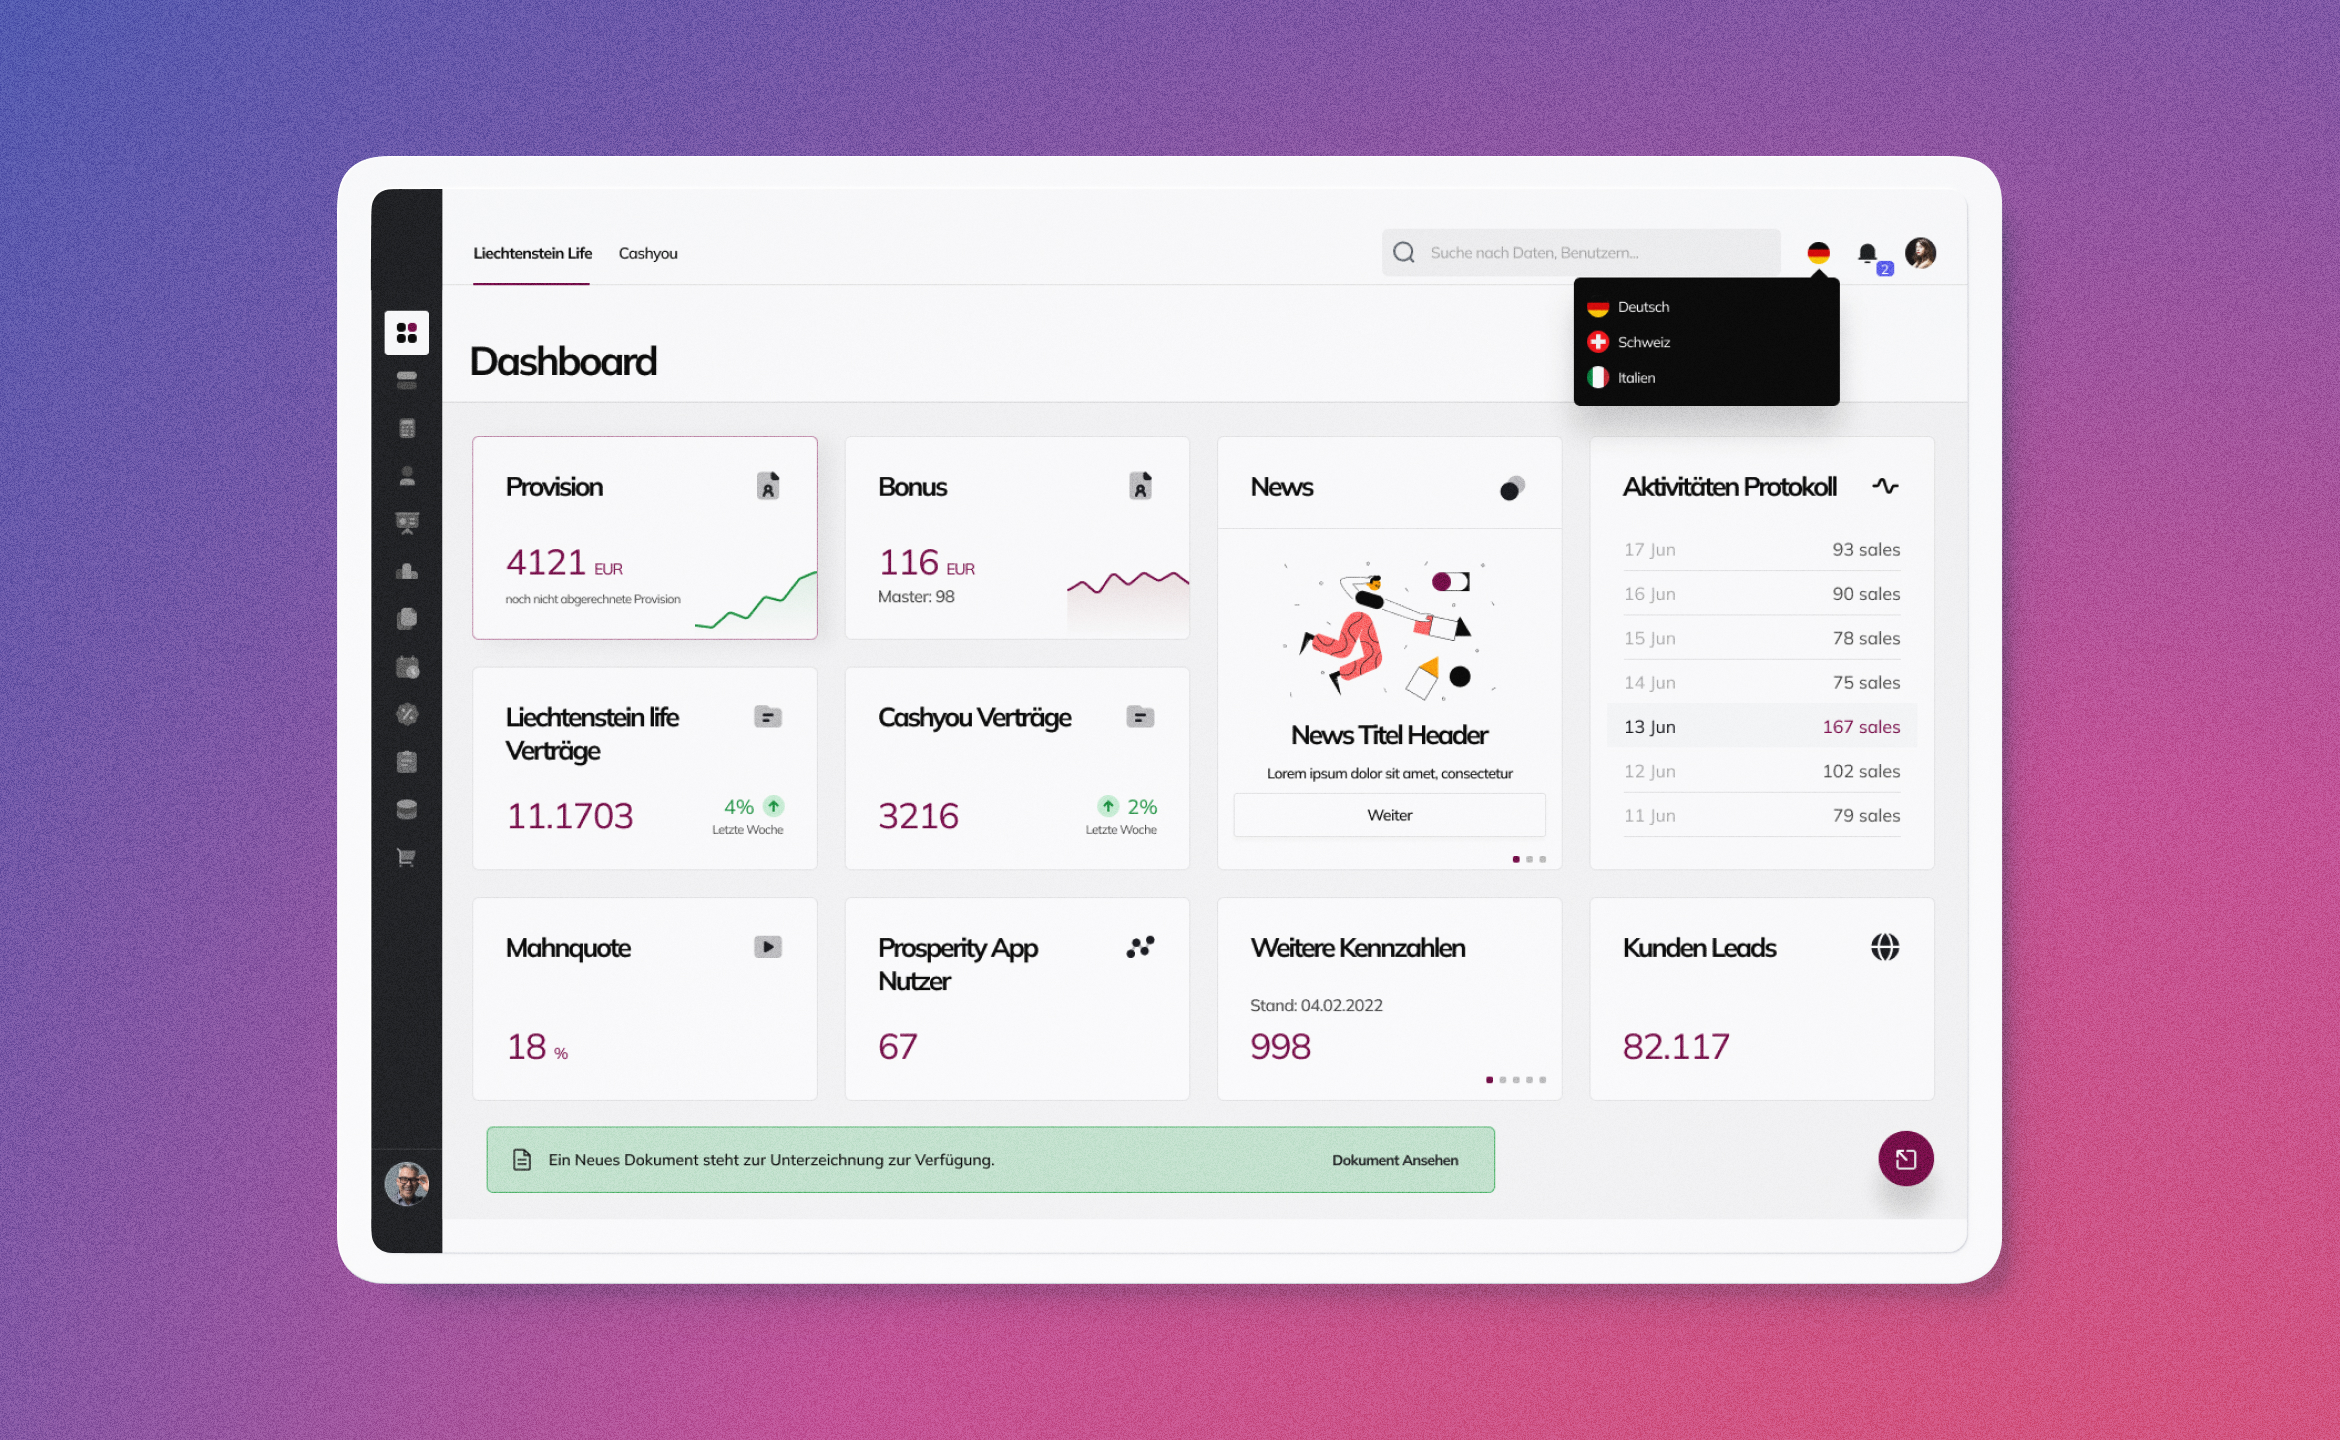 Liechtenstein Life
Cashyou
Suche nach Daten, Benutzern...
2
Deutsch
Schweiz
Italien
Dashboard
Provision
4121 EUR
noch nicht abgerechnete Provision
Bonus
116 EUR
Master: 98
News
News Titel Header
Lorem ipsum dolor sit amet, consectetur
Weiter
Aktivitäten Protokoll
17 Jun 93 sales
16 Jun 90 sales
15 Jun 78 sales
14 Jun 75 sales
13 Jun 167 sales
12 Jun 102 sales
11 Jun 79 sales
Liechtenstein life
Verträge
11.1703
4%
Letzte Woche
Cashyou Verträge
3216
2%
Letzte Woche
Mahnquote
18 %
Prosperity App
Nutzer
67
Weitere Kennzahlen
Stand: 04.02.2022
998
Kunden Leads
82.117
Ein Neues Dokument steht zur Unterzeichnung zur Verfügung.
Dokument Ansehen